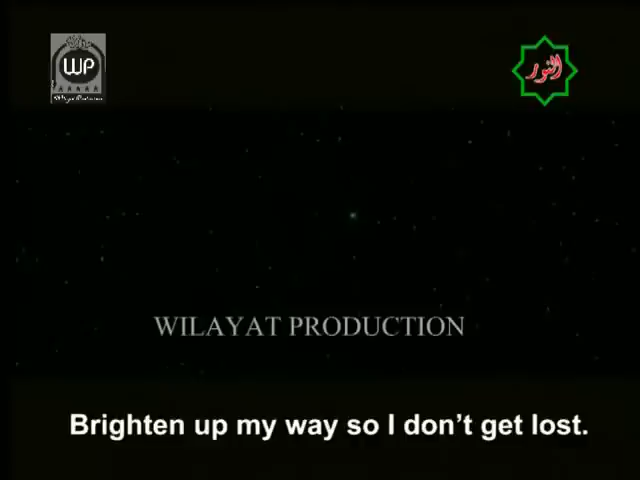 WP
النور
WILAYAT PRODUCTION
Brighten up my way so I don't get lost.